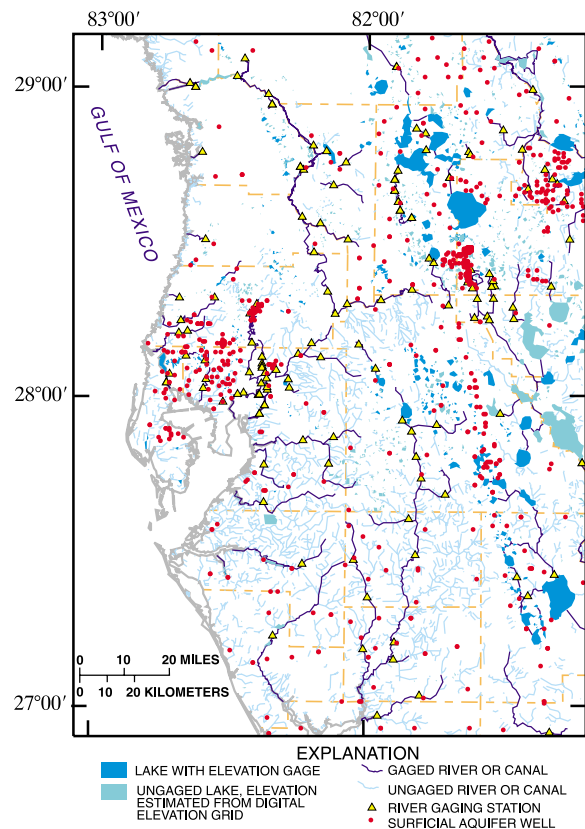 83°00' 82°00'
29°00'
GULF OF MEXICO
28°00'
0 10 20 MILES
0 10 20 KILOMETERS
27°00'
EXPLANATION
LAKE WITH ELEVATION GAGE
UNGAGED LAKE, ELEVATION
ESTIMATED FROM DIGITAL
ELEVATION GRID
GAGED RIVER OR CANAL
UNGAGED RIVER OR CANAL
RIVER GAGING STATION
SURFICIAL AQUIFER WELL